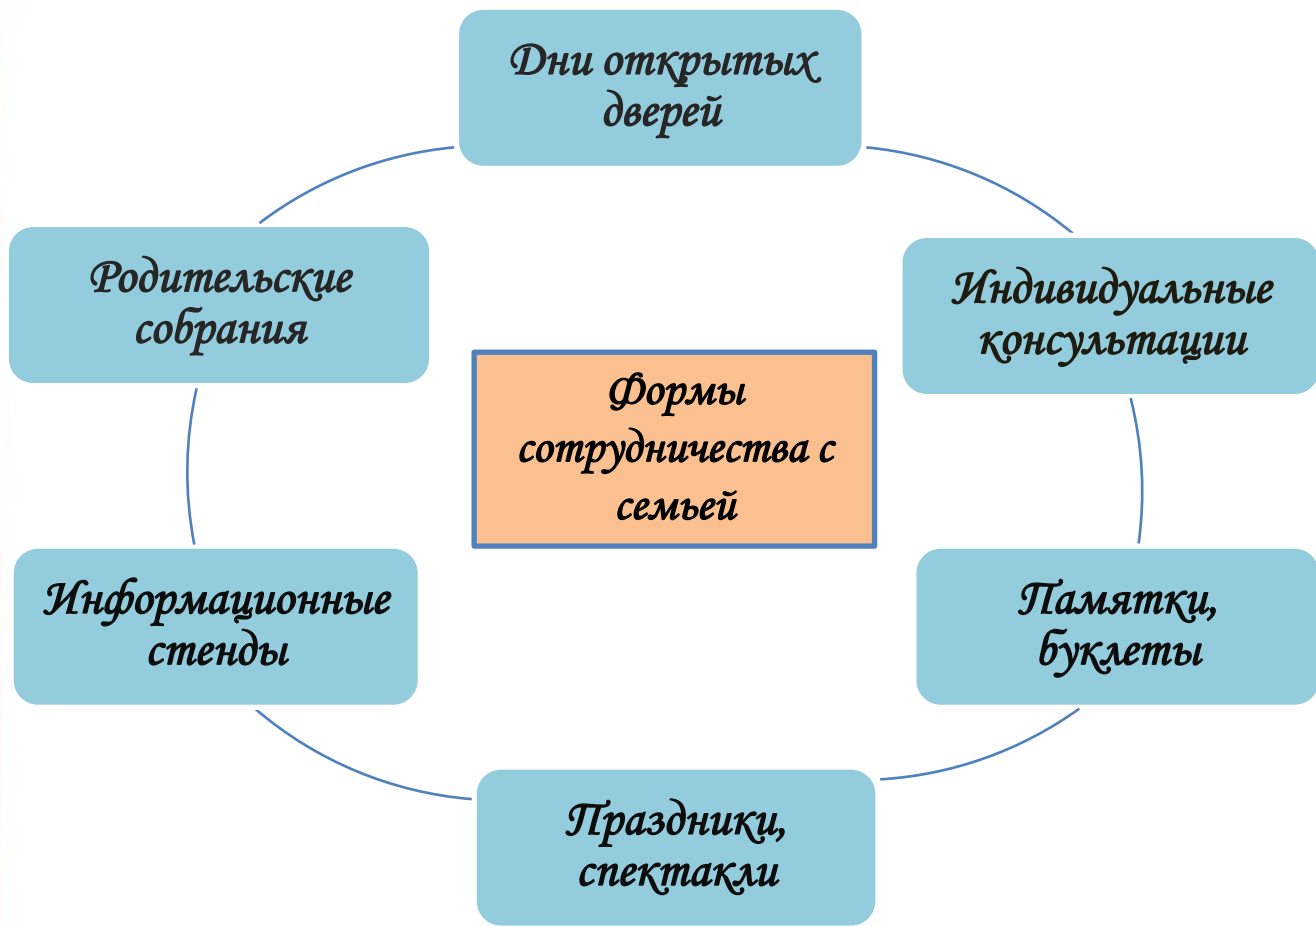 Дни открытых
дверей
Родительские
собрания
Индивидуальные
консультации
Формы
сотрудничества с
семьей
Информационные
стенды
Памятки,
буклеты
Праздники,
спектакли